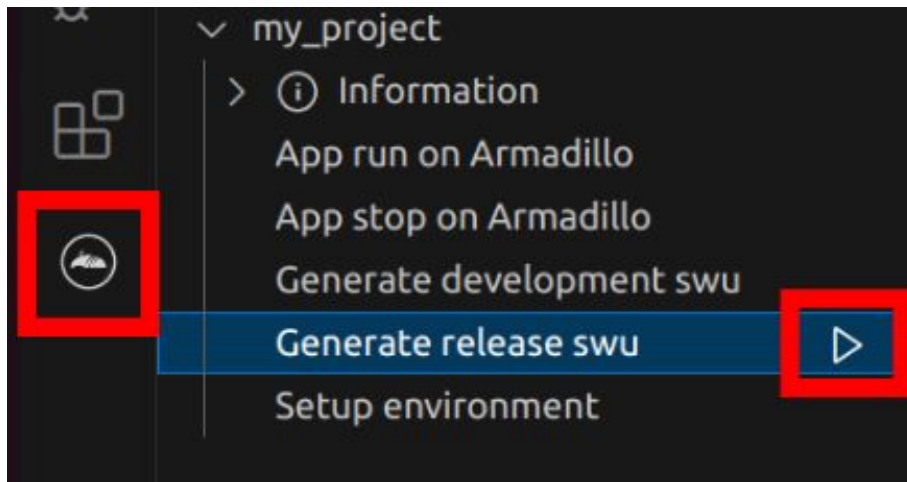 my_project
Information
App run on Armadillo
App stop on Armadillo
Generate development swu
Generate release swu
Setup environment